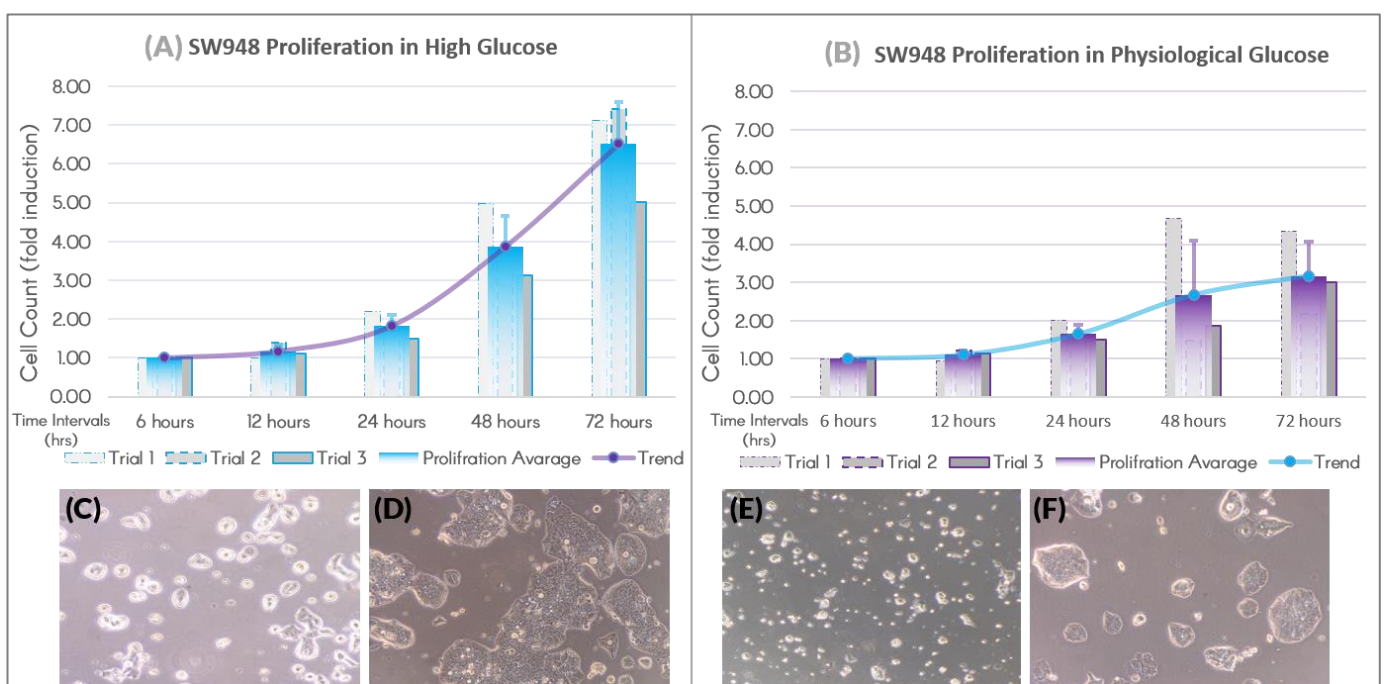 (A) SW948 Proliferation in High Glucose
8.00
7.00
6.00
5.00
4.00
3.00
2.00
1.00
0.00
Cell Count (fold induction)
Time Intervals
(hrs)
6 hours 12 hours 24 hours 48 hours 72 hours
Trial 1 Trial 2 Trial 3 Prolifration Avarage Trend
(B) SW948 Proliferation in Physiological Glucose
8.00
7.00
6.00
5.00
4.00
3.00
2.00
1.00
0.00
Cell Count (fold induction)
Time Intervals
(hrs)
6 hours 12 hours 24 hours 48 hours 72 hours
Trial 1 Trial 2 Trial 3 Prolifration Avarage Trend
(C)
(D)
(E)
(F)